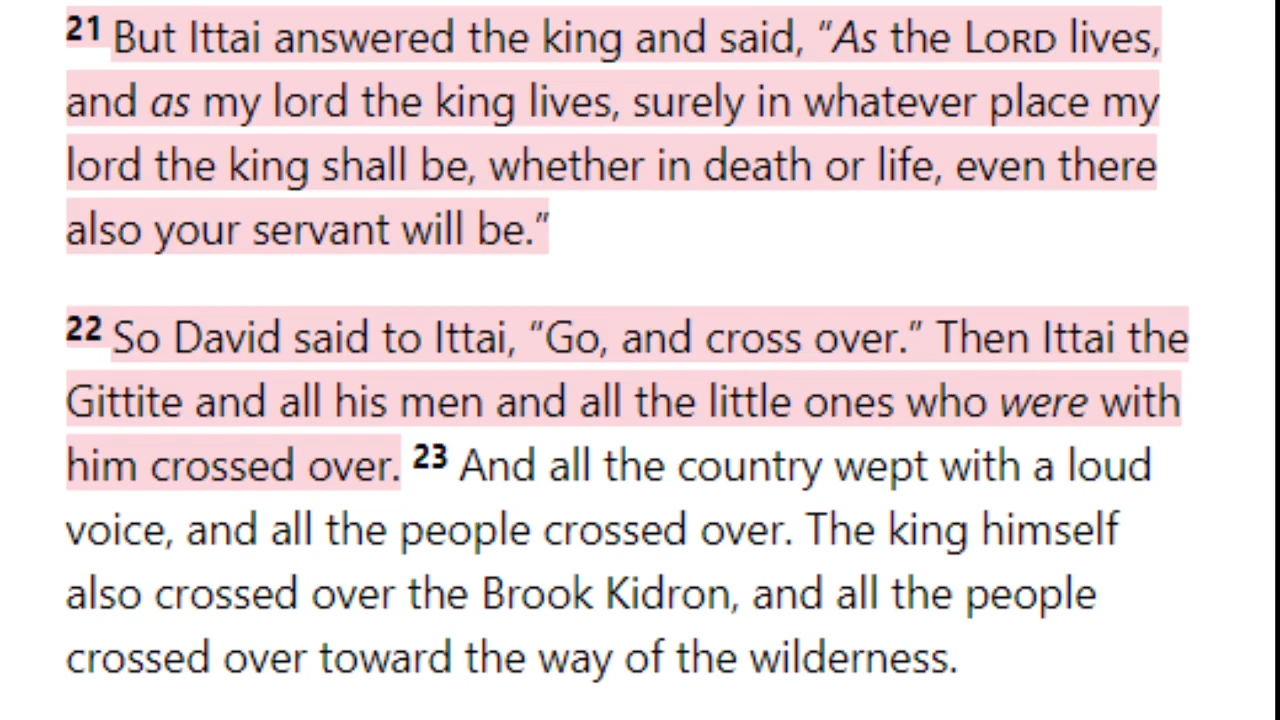 21 But Ittai answered the king and said, “As the LORD lives,
and as my lord the king lives, surely in whatever place my
lord the king shall be, whether in death or life, even there
also your servant will be.”
22 So David said to Ittai, “Go, and cross over.” Then Ittai the
Gittite and all his men and all the little ones who were with
him crossed over. 23 And all the country wept with a loud
voice, and all the people crossed over. The king himself
also crossed over the Brook Kidron, and all the people
crossed over toward the way of the wilderness.